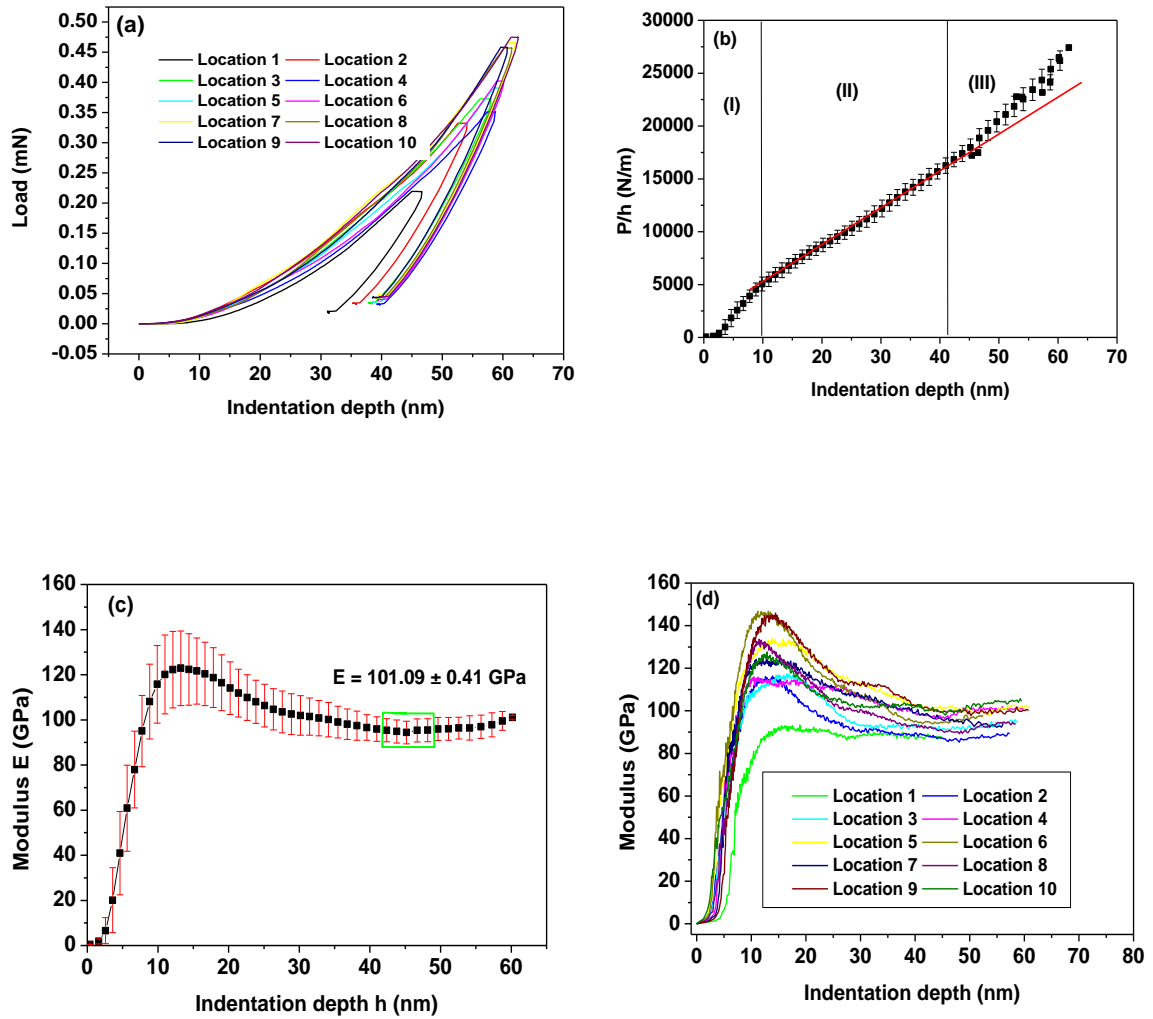 (a)
0.50
0.45
0.40
0.35
0.30
0.25
0.20
0.15
0.10
0.05
0.00
-0.05
Load (mN)
Location 1 Location 2
Location 3 Location 4
Location 5 Location 6
Location 7 Location 8
Location 9 Location 10
0 10 20 30 40 50 60 70
Indentation depth (nm)
(b)
30000
25000
20000
15000
10000
5000
0
P/h (N/m)
(I) (II) (III)
0 10 20 30 40 50 60 70
Indentation depth (nm)
(c)
160
140
120
100
80
60
40
20
0
Modulus E (GPa)
E = 101.09 ± 0.41 GPa
0 10 20 30 40 50 60
Indentation depth h (nm)
(d)
160
140
120
100
80
60
40
20
0
Modulus (GPa)
Location 1 Location 2
Location 3 Location 4
Location 5 Location 6
Location 7 Location 8
Location 9 Location 10
0 10 20 30 40 50 60 70 80
Indentation depth (nm)